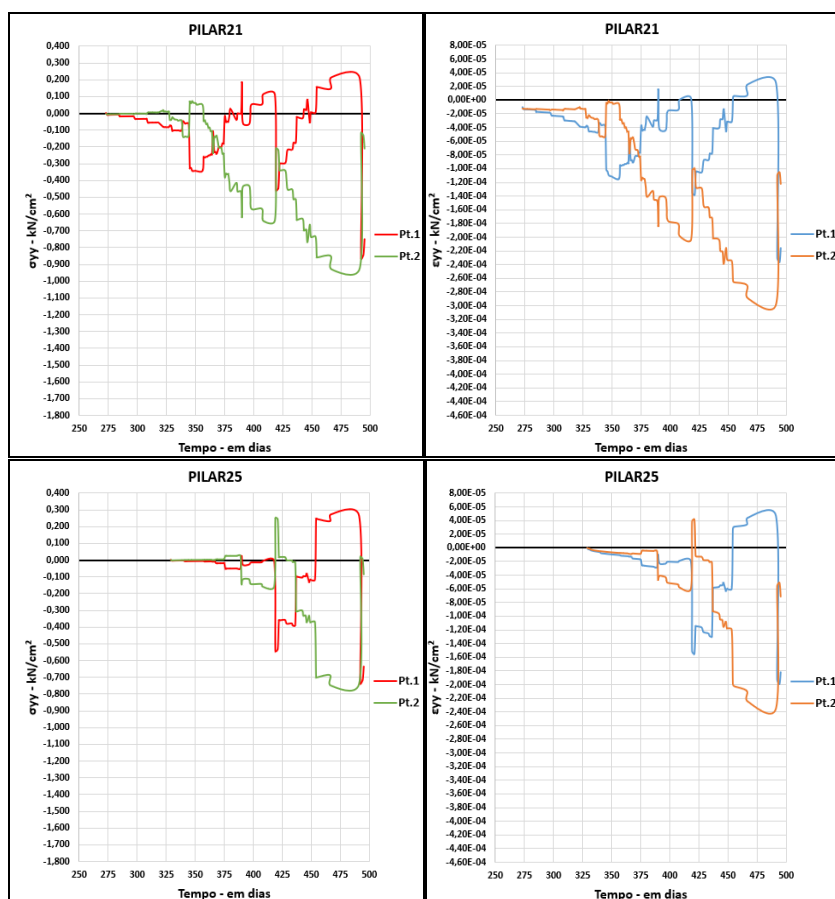 PILAR21
0,400
0,300
0,200
0,100
0,000
-0,100
-0,200
-0,300
-0,400
-0,500
-0,600
-0,700
-0,800
-0,900
-1,000
-1,100
-1,200
-1,300
-1,400
-1,500
-1,600
-1,700
-1,800
σyy - kN/cm²
250 275 300 325 350 375 400 425 450 475 500
Tempo - em dias
Pt.1
Pt.2
PILAR21
8,00E-05
6,00E-05
4,00E-05
2,00E-05
0,00E+00
-2,00E-05
-4,00E-05
-6,00E-05
-8,00E-05
-1,00E-04
-1,20E-04
-1,40E-04
-1,60E-04
-1,80E-04
-2,00E-04
-2,20E-04
-2,40E-04
-2,60E-04
-2,80E-04
-3,00E-04
-3,20E-04
-3,40E-04
-3,60E-04
-3,80E-04
-4,00E-04
-4,20E-04
-4,40E-04
-4,60E-04
εyy - kN/cm²
250 275 300 325 350 375 400 425 450 475 500
Tempo - em dias
Pt.1
Pt.2
PILAR25
0,400
0,300
0,200
0,100
0,000
-0,100
-0,200
-0,300
-0,400
-0,500
-0,600
-0,700
-0,800
-0,900
-1,000
-1,100
-1,200
-1,300
-1,400
-1,500
-1,600
-1,700
-1,800
σyy - kN/cm²
250 275 300 325 350 375 400 425 450 475 500
Tempo - em dias
Pt.1
Pt.2
PILAR25
8,00E-05
6,00E-05
4,00E-05
2,00E-05
0,00E+00
-2,00E-05
-4,00E-05
-6,00E-05
-8,00E-05
-1,00E-04
-1,20E-04
-1,40E-04
-1,60E-04
-1,80E-04
-2,00E-04
-2,20E-04
-2,40E-04
-2,60E-04
-2,80E-04
-3,00E-04
-3,20E-04
-3,40E-04
-3,60E-04
-3,80E-04
-4,00E-04
-4,20E-04
-4,40E-04
-4,60E-04
εyy - kN/cm²
250 275 300 325 350 375 400 425 450 475 500
Tempo - em dias
Pt.1
Pt.2